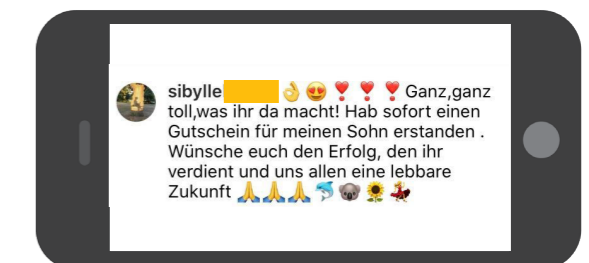 sibylle 👌😍❣️❣️❣️Ganz,ganz
toll,was ihr da macht! Hab sofort einen
Gutschein für meinen Sohn erstanden .
Wünsche euch den Erfolg, den ihr
verdient und uns allen eine lebbare
Zukunft 🙏🙏🙏🐬🐨🌻💃